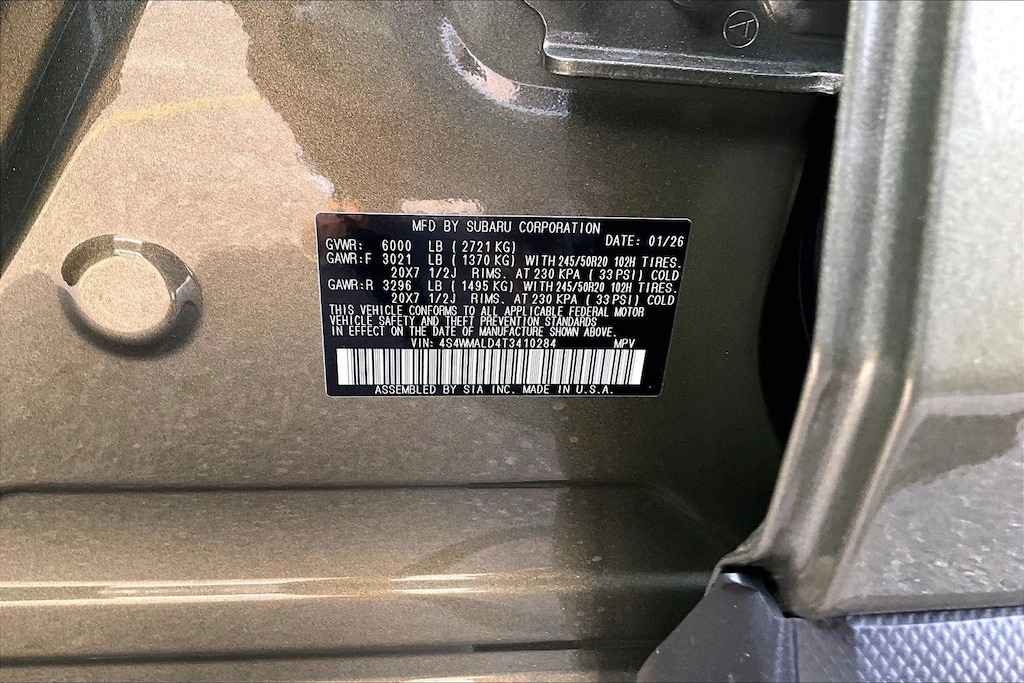 MFD BY SUBARU CORPORATION
GVWR: 6000 LB ( 2721 KG) DATE: 01/26
GAWR:F 3021 LB ( 1370 KG) WITH 245/50R20 102H TIRES.
20X7 1/2J RIMS. AT 230 KPA ( 33 PSI) COLD
GAWR:R 3296 LB ( 1495 KG) WITH 245/50R20 102H TIRES.
20X7 1/2J RIMS. AT 230 KPA ( 33 PSI) COLD
THIS VEHICLE CONFORMS TO ALL APPLICABLE FEDERAL MOTOR
VEHICLE SAFETY AND THEFT PREVENTION STANDARDS
IN EFFECT ON THE DATE OF MANUFACTURE SHOWN ABOVE.
VIN: 4S4WMALD4T3410284 MPV
ASSEMBLED BY SIA INC. MADE IN U.S.A.